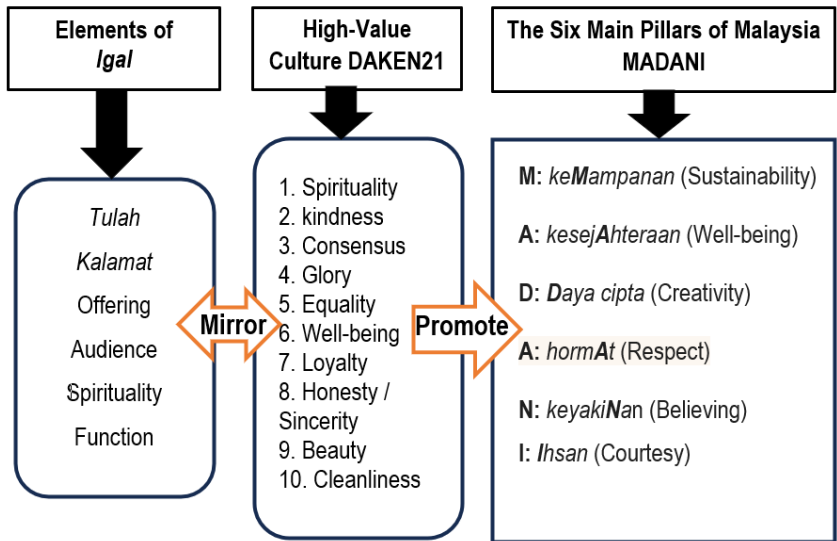 Elements of
Igal
High-Value
Culture DAKEN21
The Six Main Pillars of Malaysia
MADANI
Tulah
Kalamat
Offering
Audience
Spirituality
Function
Mirror
1. Spirituality
2. kindness
3. Consensus
4. Glory
5. Equality
6. Well-being
7. Loyalty
8. Honesty /
Sincerity
9. Beauty
10. Cleanliness
Promote
M: keMampanan (Sustainability)
A: kesejAhteraan (Well-being)
D: Daya cipta (Creativity)
A: hormAt (Respect)
N: keyakiNan (Believing)
I: Ihsan (Courtesy)